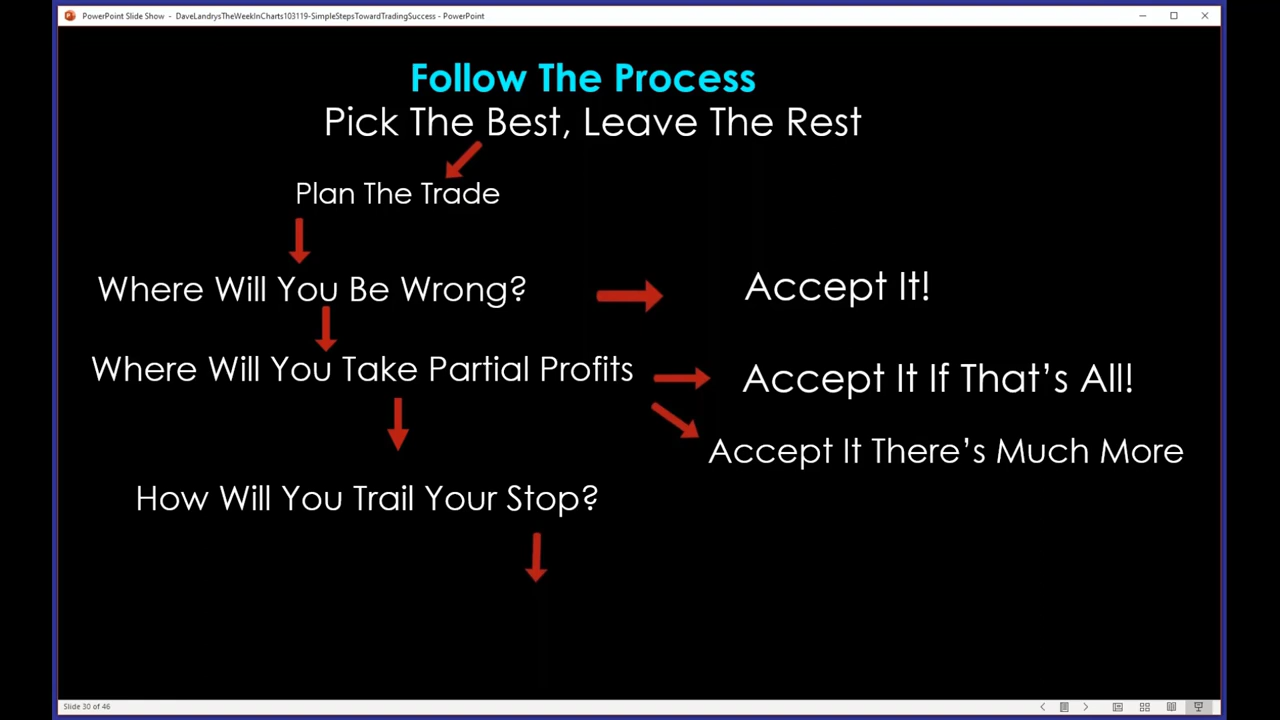 PowerPoint Slide Show - DaveLandrysTheWeekInCharts103119-SimpleStepsTowardTradingSuccess - PowerPoint
Follow The Process
Pick The Best, Leave The Rest
Plan The Trade
Where Will You Be Wrong?
Accept It!
Where Will You Take Partial Profits
Accept It If That's All!
Accept It There's Much More
How Will You Trail Your Stop?
Slide 30 of 46